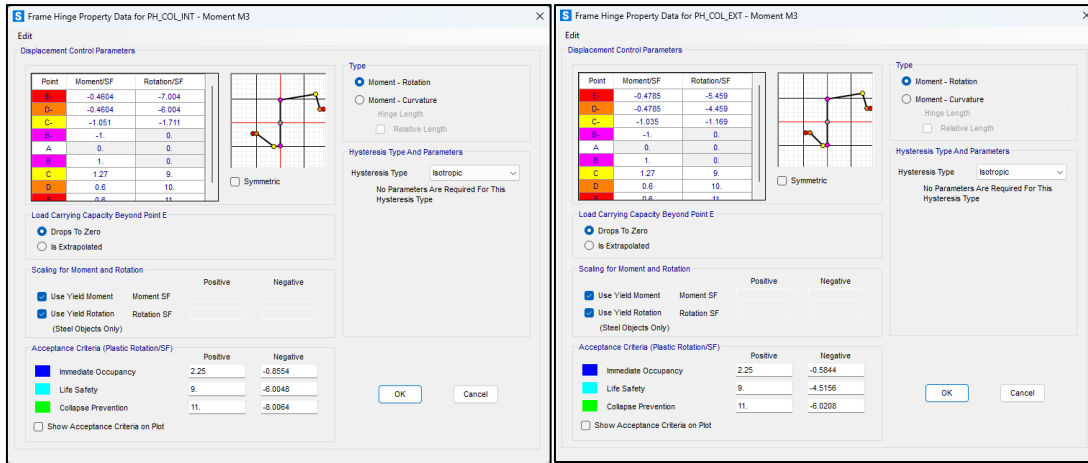 Frame Hinge Property Data for PH_COL_INT - Moment M3
Edit
Displacement Control Parameters
Point Moment/SF Rotation/SF
E- -0.4604 -7.004
D- -0.4604 -6.004
C- -1.051 -1.711
B- -1. 0.
A 0. 0.
B 1. 0.
C 1.27 9.
D 0.6 10.
E 0.6 11.
Symmetric
Type
Moment - Rotation
Moment - Curvature
Hinge Length
Relative Length
Hysteresis Type And Parameters
Hysteresis Type Isotropic
No Parameters Are Required For This
Hysteresis Type
Load Carrying Capacity Beyond Point E
Drops To Zero
Is Extrapolated
Scaling for Moment and Rotation
Positive Negative
Use Yield Moment Moment SF
Use Yield Rotation Rotation SF
(Steel Objects Only)
Acceptance Criteria (Plastic Rotation/SF)
Positive Negative
Immediate Occupancy 2.25 -0.8554
Life Safety 9. -6.0048
Collapse Prevention 11. -8.0064
Show Acceptance Criteria on Plot
OK Cancel
Frame Hinge Property Data for PH_COL_EXT - Moment M3
Edit
Displacement Control Parameters
Point Moment/SF Rotation/SF
E- -0.4785 -5.459
D- -0.4785 -4.459
C- -1.035 -1.169
B- -1. 0.
A 0. 0.
B 1. 0.
C 1.27 9.
D 0.6 10.
E 0.6 11.
Symmetric
Type
Moment - Rotation
Moment - Curvature
Hinge Length
Relative Length
Hysteresis Type And Parameters
Hysteresis Type Isotropic
No Parameters Are Required For This
Hysteresis Type
Load Carrying Capacity Beyond Point E
Drops To Zero
Is Extrapolated
Scaling for Moment and Rotation
Positive Negative
Use Yield Moment Moment SF
Use Yield Rotation Rotation SF
(Steel Objects Only)
Acceptance Criteria (Plastic Rotation/SF)
Positive Negative
Immediate Occupancy 2.25 -0.5844
Life Safety 9. -4.5156
Collapse Prevention 11. -6.0208
Show Acceptance Criteria on Plot
OK Cancel